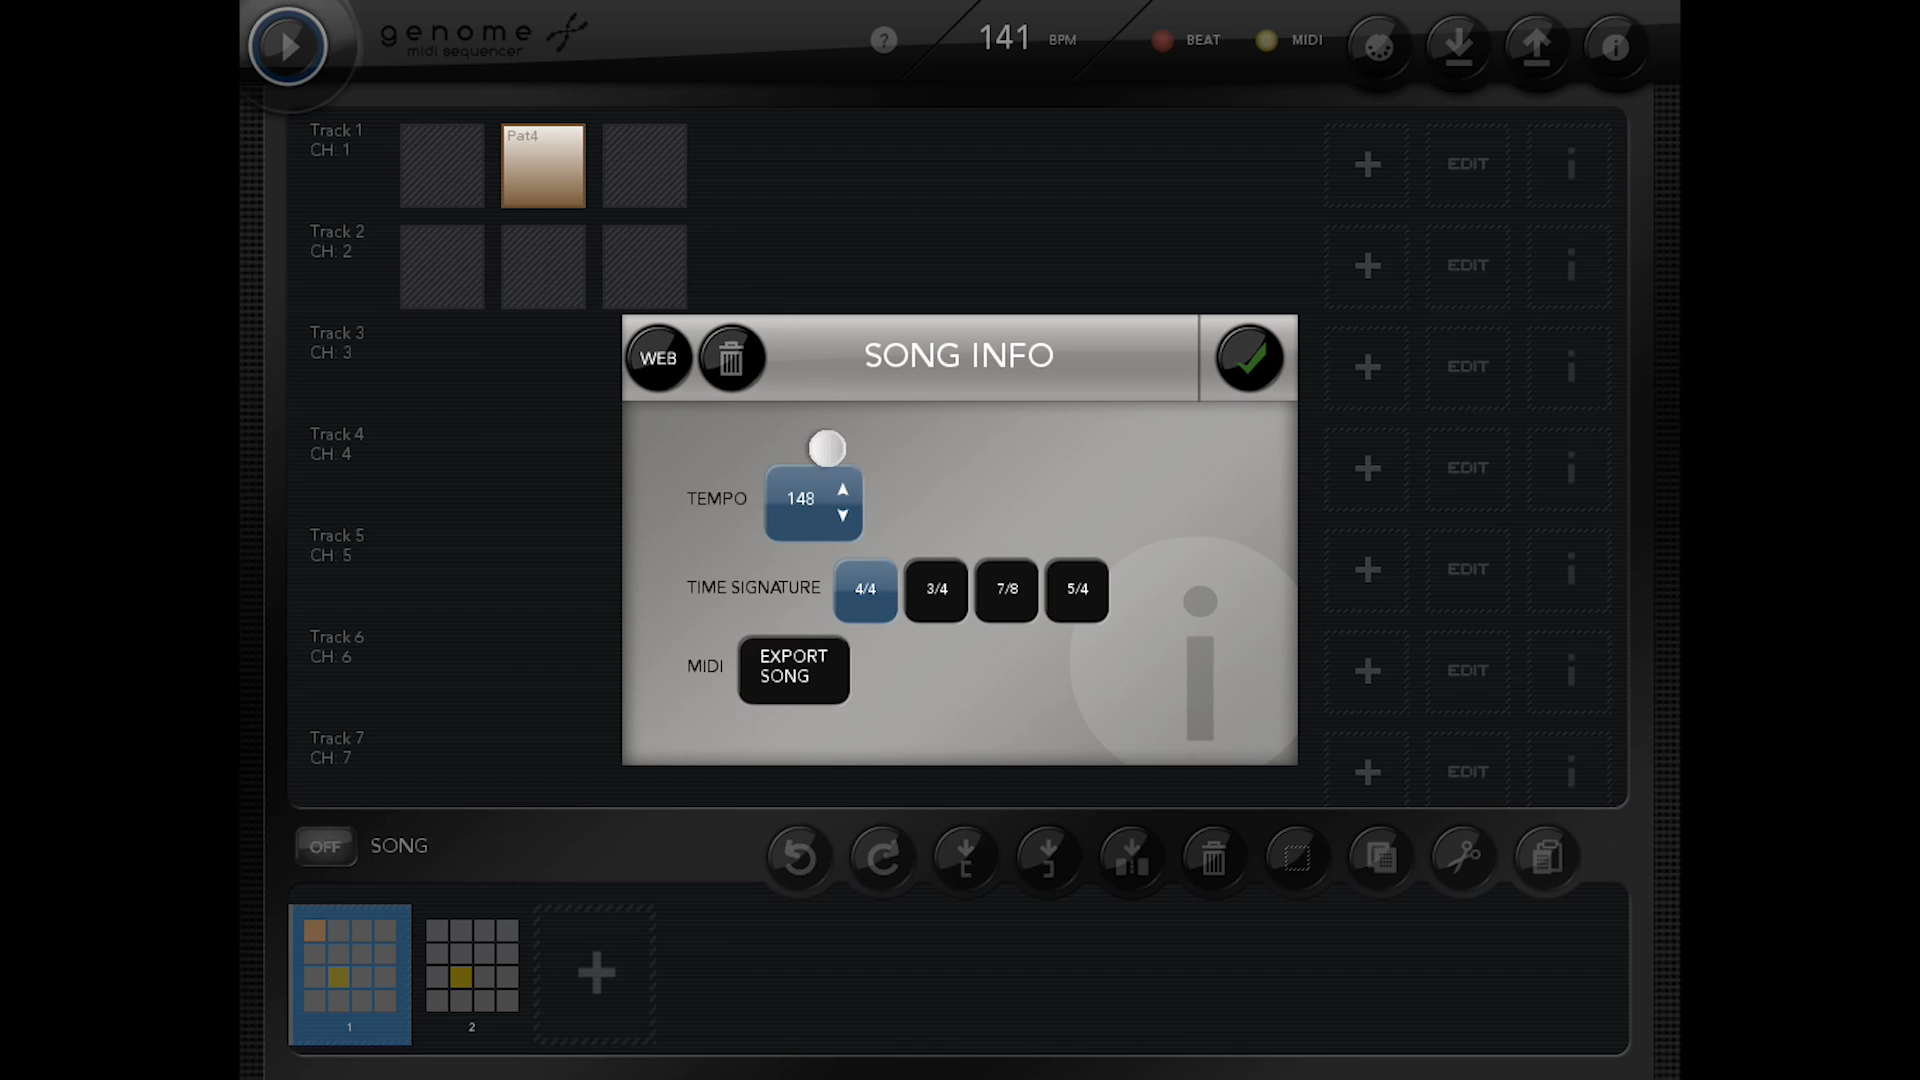 genome
midi sequencer
?
141 BPM
BEAT
MIDI
i
Track 1
CH: 1
Pat4
+ EDIT i
Track 2
CH: 2
+ EDIT i
Track 3
CH: 3
+ EDIT i
Track 4
CH: 4
+ EDIT i
Track 5
CH: 5
+ EDIT i
Track 6
CH: 6
+ EDIT i
Track 7
CH: 7
+ EDIT i
WEB
SONG INFO
TEMPO 148
TIME SIGNATURE 4/4 3/4 7/8 5/4
MIDI
EXPORT
SONG
i
OFF SONG
+
1
2